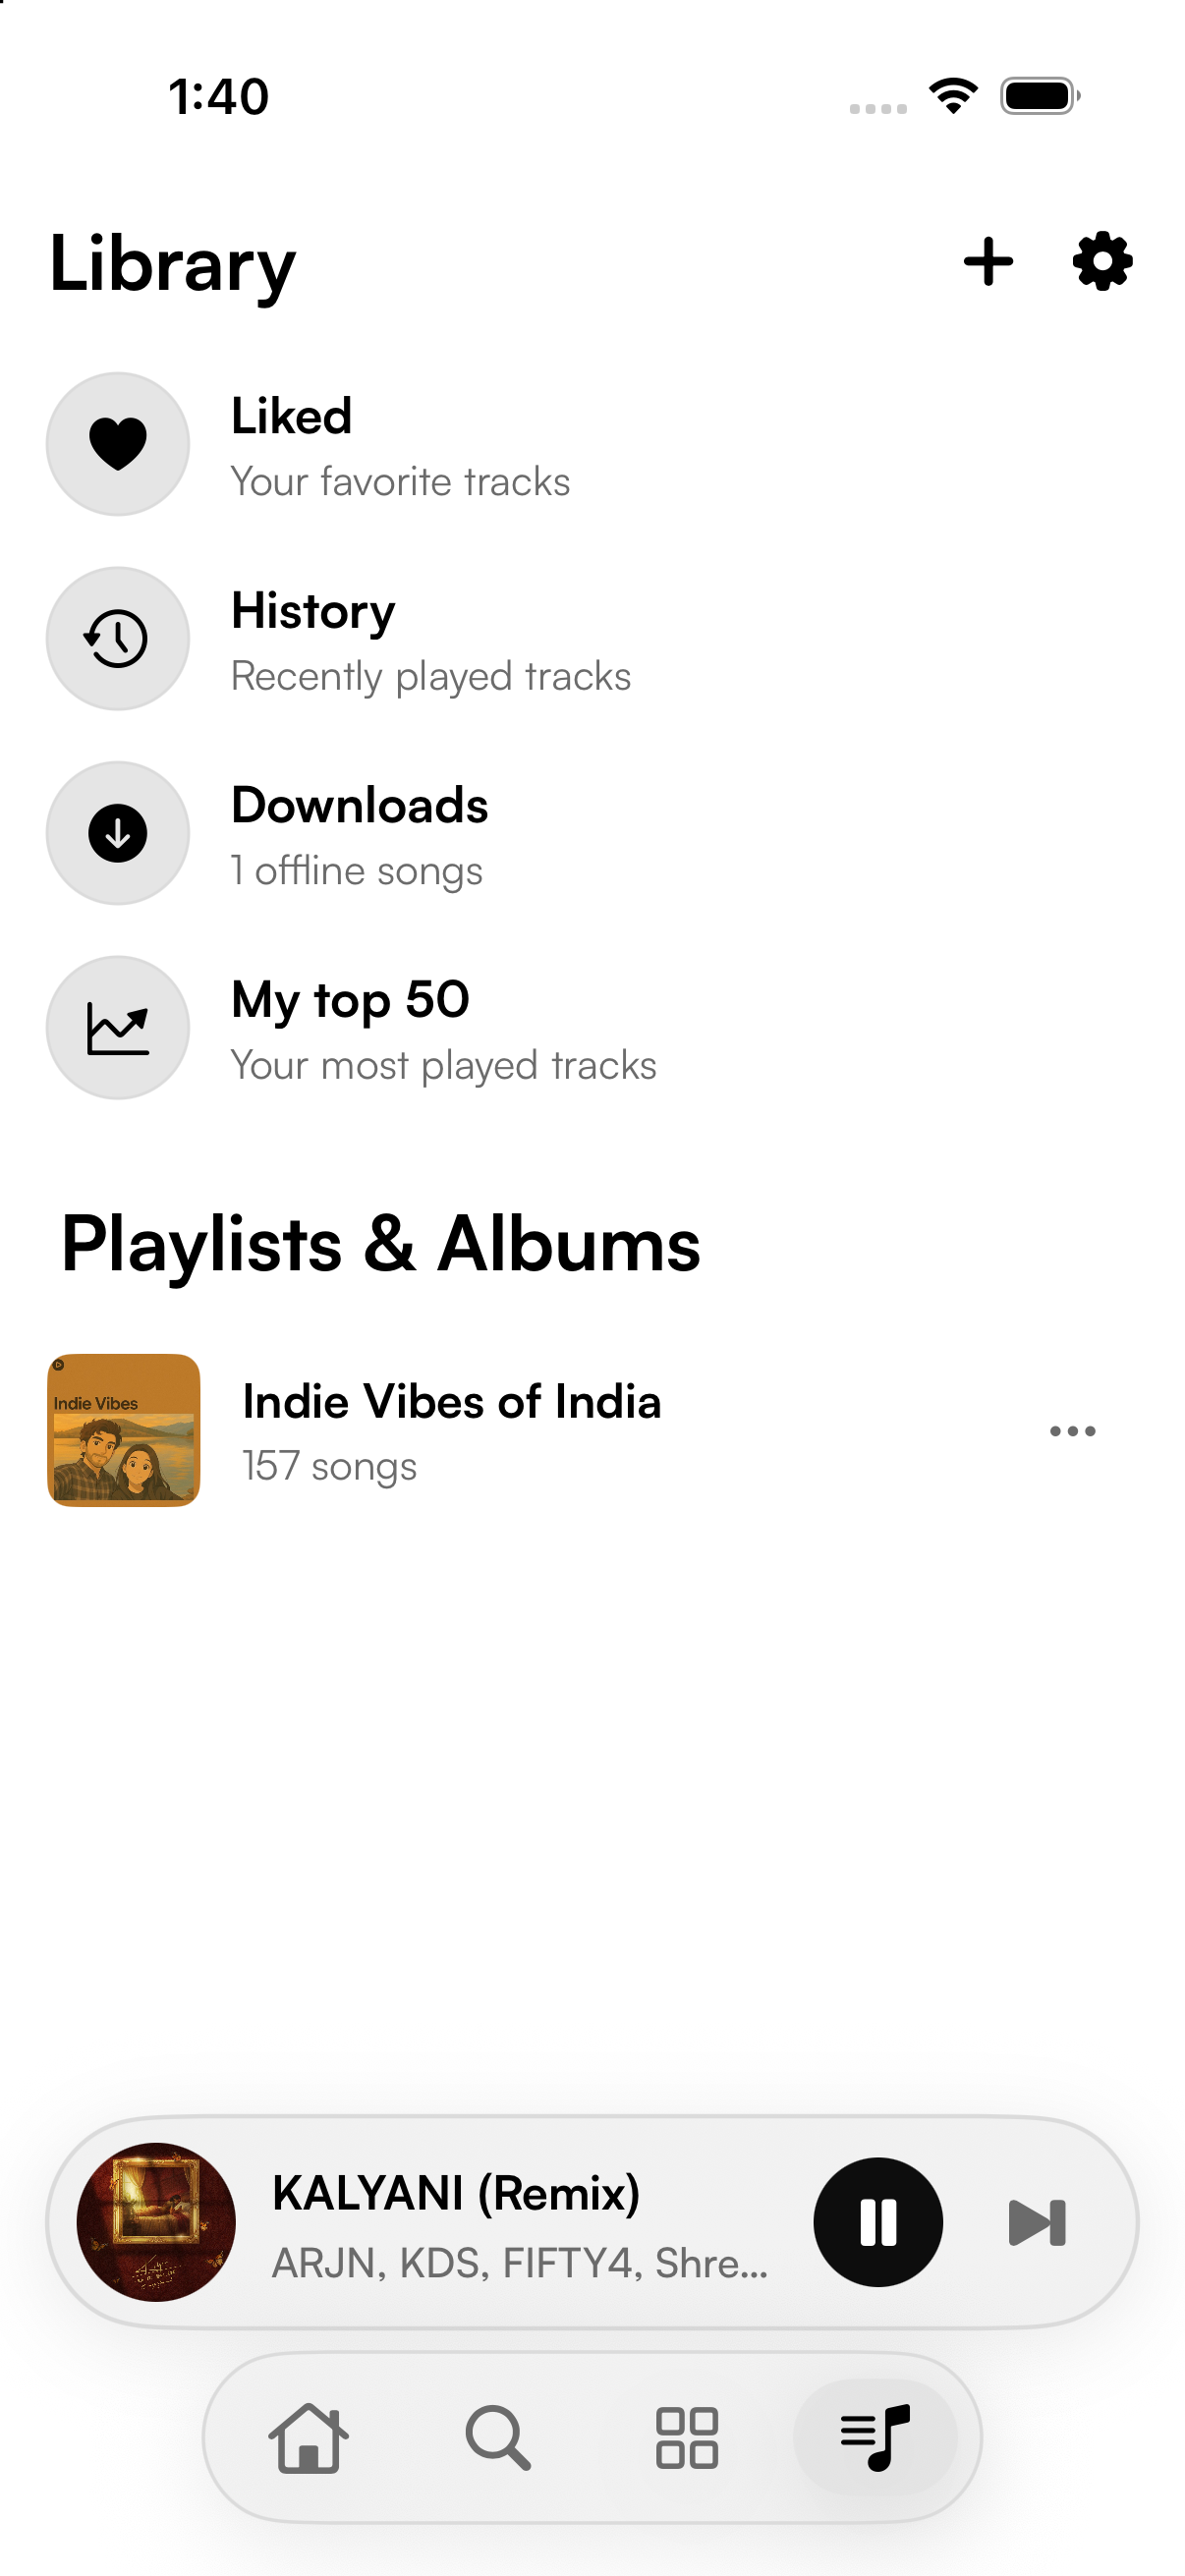 1:40
Library
Liked
Your favorite tracks
History
Recently played tracks
Downloads
1 offline songs
My top 50
Your most played tracks
Playlists & Albums
Indie Vibes
Indie Vibes of India
157 songs
KALYANI (Remix)
ARJN, KDS, FIFTY4, Shre...